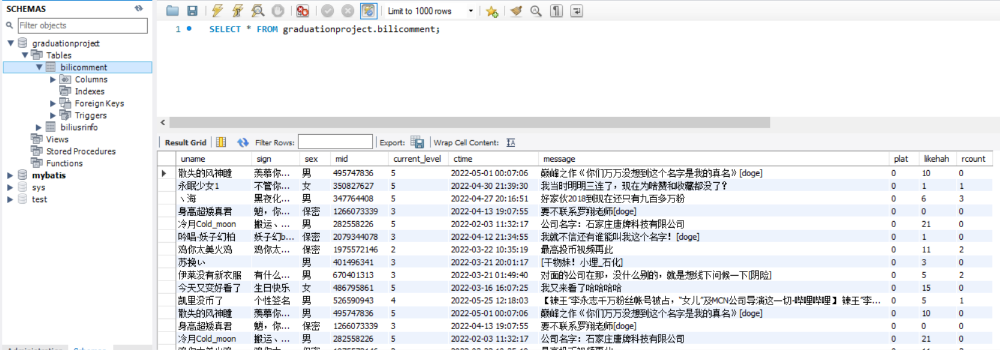 SCHEMAS
Filter objects
graduationproject
Tables
bilicomment
Columns
Indexes
Foreign Keys
Triggers
biliusrinfo
Views
Stored Procedures
Functions
mybatis
sys
test
Limit to 1000 rows
1 SELECT * FROM graduationproject.bilicomment;
Result Grid Filter Rows: Export: Wrap Cell Content:
uname sign sex mid current_level ctime message plat likehah rcount
散失的风神瞳 羡慕你... 男 495747836 5 2022-05-01 00:07:06 巅峰之作《你们万万没想到这个名字是我的真名》[doge] 0 10 0
永眠少女1 不管你... 女 350827627 5 2022-04-30 21:39:30 我当时明明三连了，现在为啥赞和收藏都没了？ 0 1 1
丶海 黑夜化... 男 347764408 5 2022-04-27 20:16:51 好家伙2018到现在还只有九百多万粉 0 6 3
身高超矮真君 魈，你... 保密 1266073339 3 2022-04-13 19:07:55 要不联系罗翔老师[doge] 0 0 0
冷月Cold_moon 搬运、... 男 282558226 5 2022-02-03 11:32:17 公司名字：石家庄唐牌科技有限公司 0 21 0
吟唱-妖子幻柏 妖子幻b... 保密 2079344078 3 2022-04-12 21:34:55 我就不信还有谁能叫我这个名字！[doge] 0 1 0
鸡你太美火鸡 鸡你太... 保密 1975572146 2 2022-03-22 10:35:19 最高投币视频再此 0 11 2
苏挽い 男 401496341 3 2022-03-21 20:01:17 [干物妹！小埋_石化] 0 3 0
伊莱没有新衣服 有什么... 男 670401313 3 2022-03-21 01:49:40 对面的公司在那，没什么别的，就是想线下问候一下[阴险] 0 5 2
今天又变好看了 生日快乐 女 486795861 5 2022-03-16 16:07:25 我又来看了哈哈哈哈 0 15 0
凯里没币了 个性签名 男 526590943 4 2022-05-25 12:18:03 【辣王"李永志千万粉丝帐号被占，"女儿"及MCN公司导演这一切-哔哩哔哩】 辣王"李... 0 5 1
散失的风神瞳 羡慕你... 男 495747836 5 2022-05-01 00:07:06 巅峰之作《你们万万没想到这个名字是我的真名》[doge] 0 10 0
身高超矮真君 魈，你... 保密 1266073339 3 2022-04-13 19:07:55 要不联系罗翔老师[doge] 0 0 0
冷月Cold_moon 搬运、... 男 282558226 5 2022-02-03 11:32:17 公司名字：石家庄唐牌科技有限公司 0 21 0